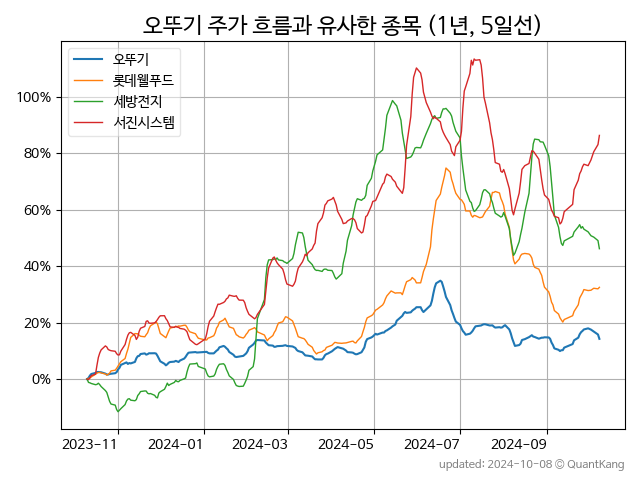 오뚜기 주가 흐름과 유사한 종목 (1년, 5일선)
오뚜기
롯데웰푸드
세방전지
서진시스템
100%
80%
60%
40%
20%
0%
2023-11 2024-01 2024-03 2024-05 2024-07 2024-09
updated: 2024-10-08 © QuantKang